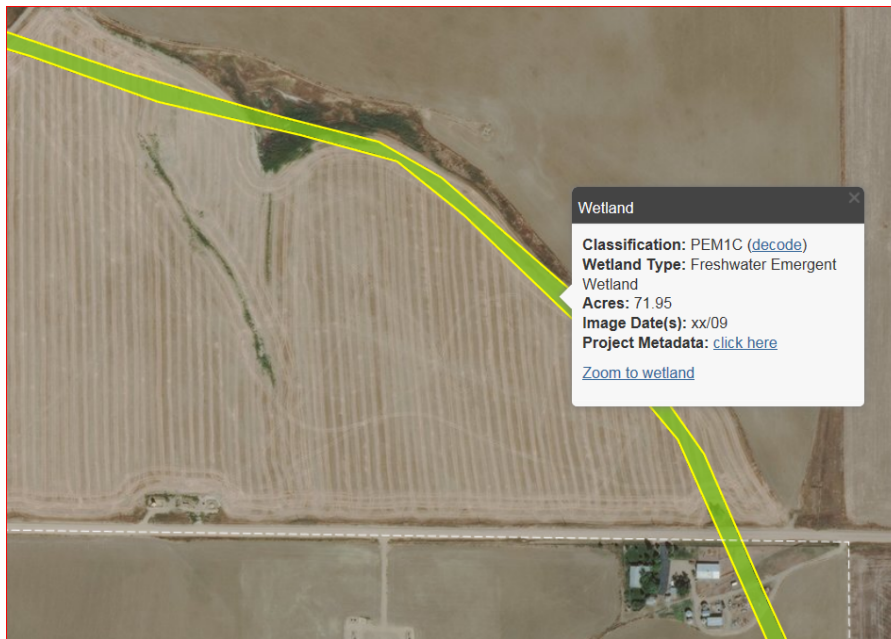 Wetland
Classification: PEM1C (decode)
Wetland Type: Freshwater Emergent
Wetland
Acres: 71.95
Image Date(s): xx/09
Project Metadata: click here
Zoom to wetland